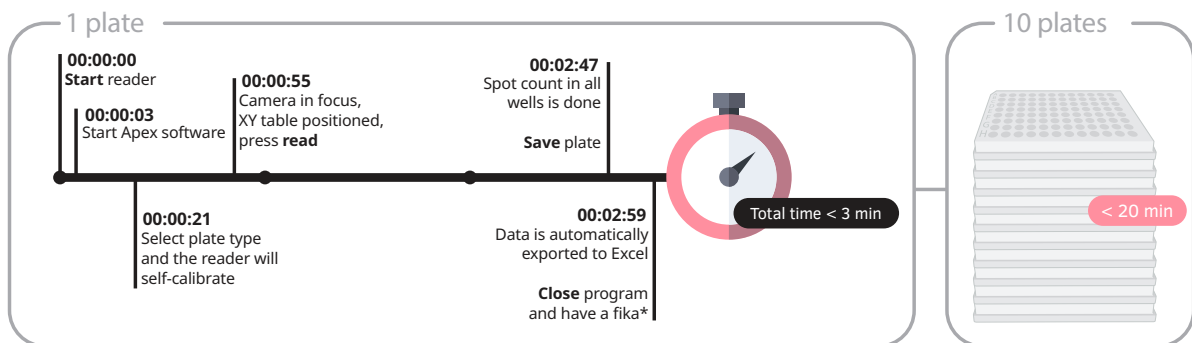 1 plate
00:00:00
Start reader
00:00:03
Start Apex software
00:00:21
Select plate type
and the reader will
self-calibrate
00:00:55
Camera in focus,
XY table positioned,
press read
00:02:47
Spot count in all
wells is done
Save plate
00:02:59
Data is automatically
exported to Excel
Close program
and have a fika*
Total time < 3 min
10 plates
< 20 min